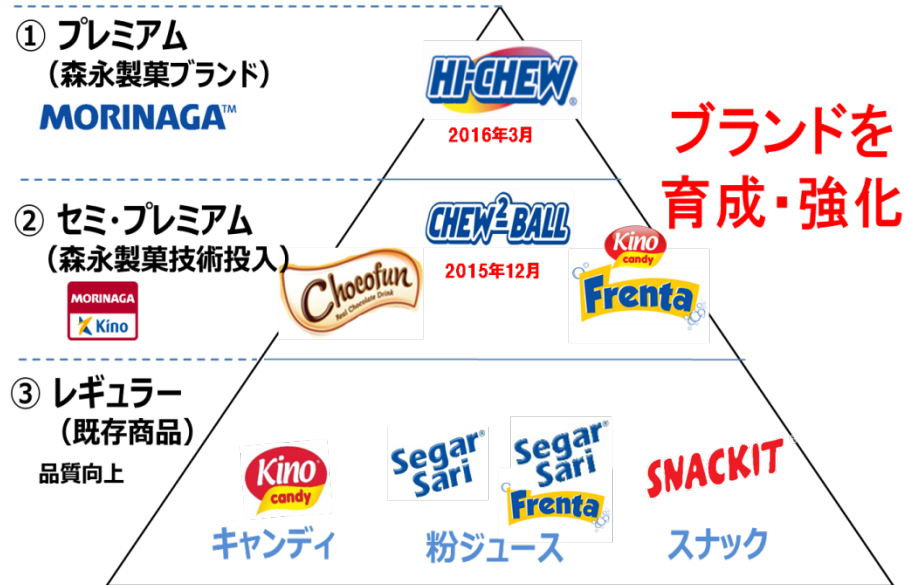 ① プレミアム
（森永製菓ブランド）
MORINAGA™
HI-CHEW®
2016年3月
ブランドを
育成・強化
② セミ・プレミアム
（森永製菓技術投入）
MORINAGA
Kino
CHEW²BALL
2015年12月
Chocofun
Real Chocolate Drink
Kino
candy
Frenta
③ レギュラー
（既存商品）
品質向上
Kino
candy
キャンディ
Segar®
Sari
Segar®
Sari
Frenta
粉ジュース
SNACKIT
スナック